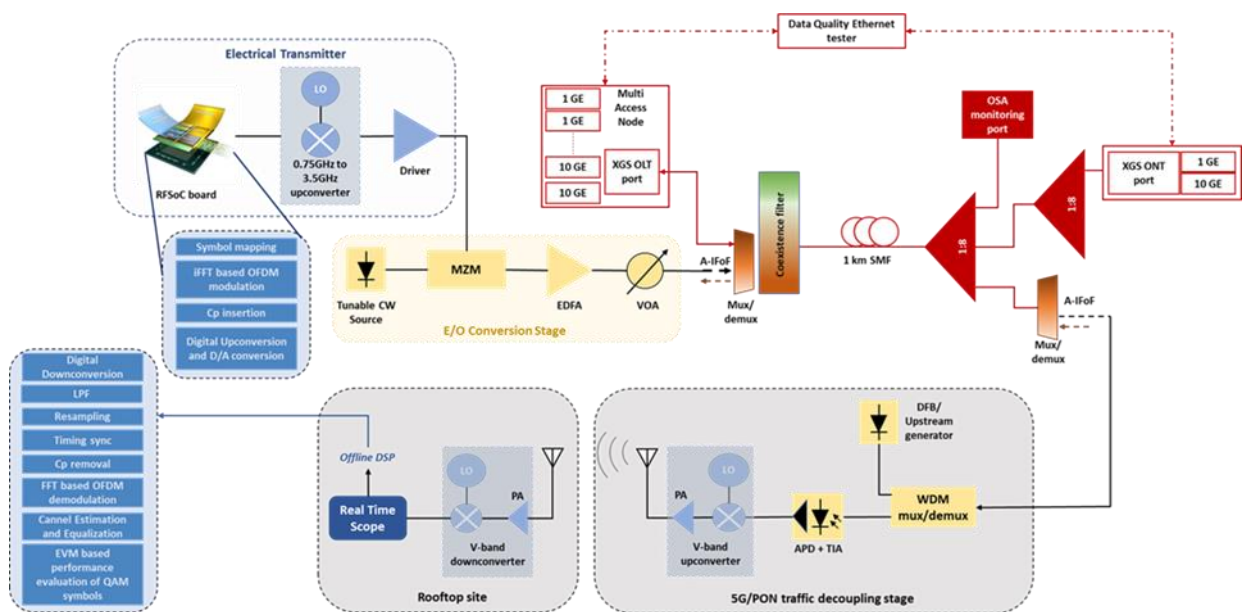 Data Quality Ethernet
tester
Electrical Transmitter
LO
RFSoC board
0.75GHz to
3.5GHz
upconverter
Driver
1 GE
1 GE
10 GE
10 GE
Multi
Access
Node
XGS OLT
port
OSA
monitoring
port
XGS ONT
port
1 GE
10 GE
1:8
1:8
Coexistence filter
1 km SMF
A-IFoF
Mux/
demux
A-IFoF
Mux/
demux
Symbol mapping
iFFT based OFDM
modulation
Cp insertion
Digital Upconversion
and D/A conversion
Tunable CW
Source
MZM
EDFA
VOA
E/O Conversion Stage
Digital
Downconversion
LPF
Resampling
Timing sync
Cp removal
FFT based OFDM
demodulation
Cannel Estimation
and Equalization
EVM based
performance
evaluation of QAM
symbols
Offline DSP
Real Time
Scope
LO
PA
V-band
downconverter
Rooftop site
PA
LO
V-band
upconverter
APD + TIA
DFB/
Upstream
generator
WDM
mux/demux
5G/PON traffic decoupling stage